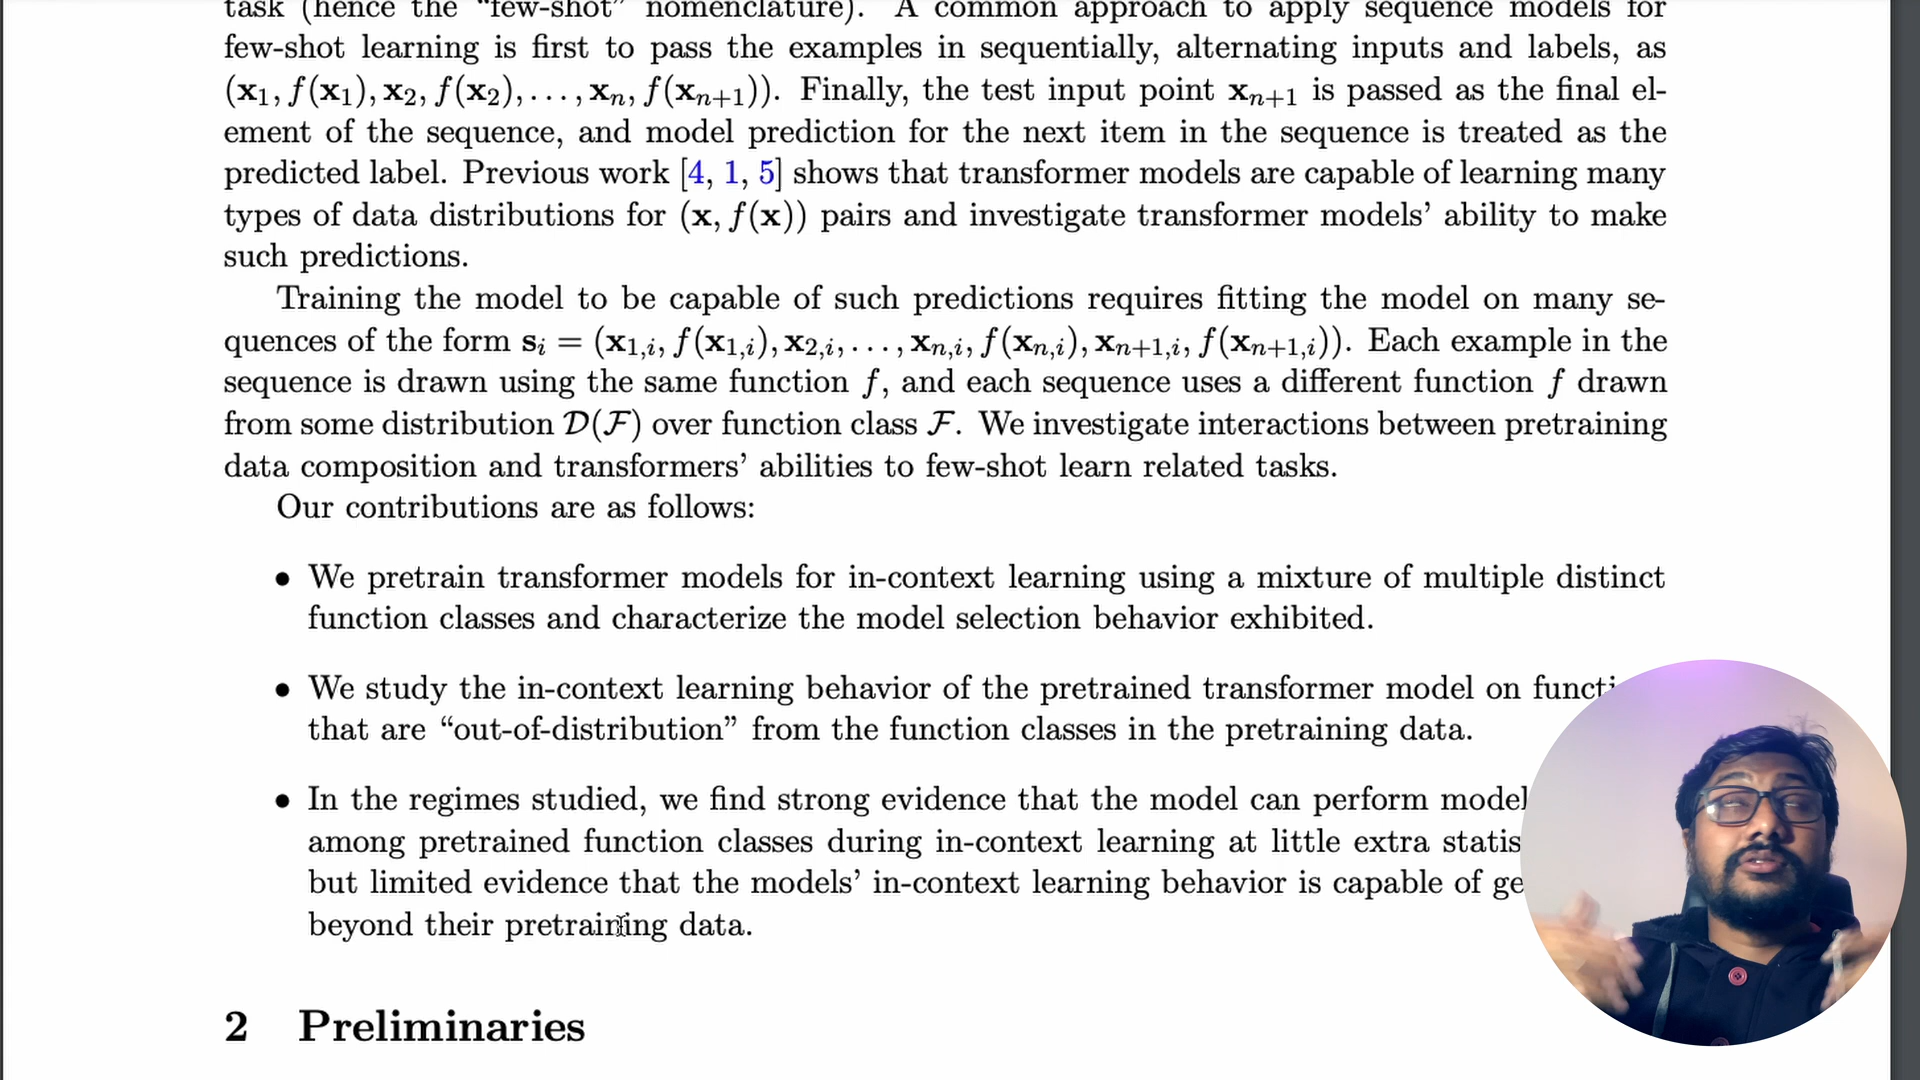 task (hence the “few-shot” nomenclature). A common approach to apply sequence models for
few-shot learning is first to pass the examples in sequentially, alternating inputs and labels, as
(x₁, f(x₁), x₂, f(x₂), . . . , xₙ, f(xₙ₊₁)). Finally, the test input point xₙ₊₁ is passed as the final el-
ement of the sequence, and model prediction for the next item in the sequence is treated as the
predicted label. Previous work [4, 1, 5] shows that transformer models are capable of learning many
types of data distributions for (x, f(x)) pairs and investigate transformer models’ ability to make
such predictions.
Training the model to be capable of such predictions requires fitting the model on many se-
quences of the form sᵢ = (x₁,ᵢ, f(x₁,ᵢ), x₂,ᵢ, . . . , xₙ,ᵢ, f(xₙ,ᵢ), xₙ₊₁,ᵢ, f(xₙ₊₁,ᵢ)). Each example in the
sequence is drawn using the same function f, and each sequence uses a different function f drawn
from some distribution 𝒟(ℱ) over function class ℱ. We investigate interactions between pretraining
data composition and transformers’ abilities to few-shot learn related tasks.
Our contributions are as follows:
• We pretrain transformer models for in-context learning using a mixture of multiple distinct
function classes and characterize the model selection behavior exhibited.
• We study the in-context learning behavior of the pretrained transformer model on
that are “out-of-distribution” from the function classes in the pretraining data.
• In the regimes studied, we find strong evidence that the model can perform model
among pretrained function classes during in-context learning at little extra
but limited evidence that the models’ in-context learning behavior is capable of
beyond their pretraining data.
2 Preliminaries